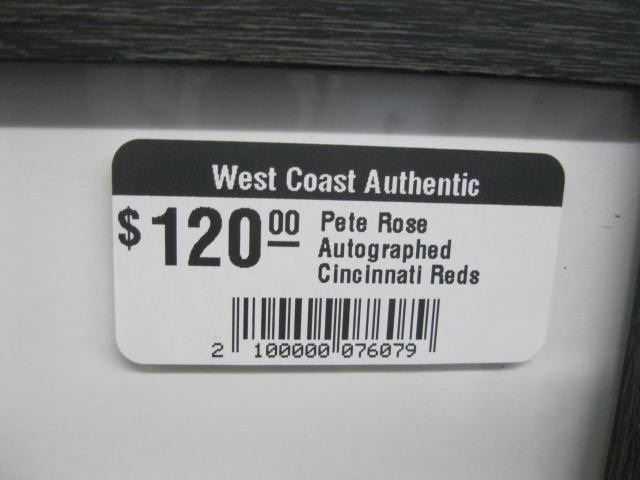 West Coast Authentic
$120.00 Pete Rose
Autographed
Cincinnati Reds
2 100000 076079